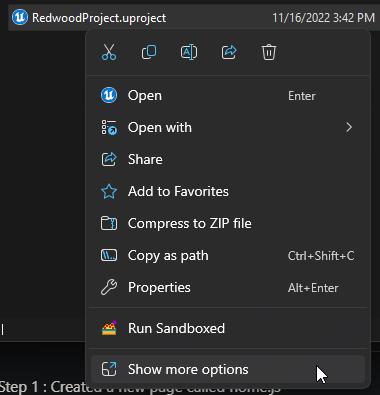 RedwoodProject.uproject 11/16/2022 3:42 PM
Open Enter
Open with
Share
Add to Favorites
Compress to ZIP file
Copy as path Ctrl+Shift+C
Properties Alt+Enter
Run Sandboxed
Show more options
Step 1 : Created a new page called home.js